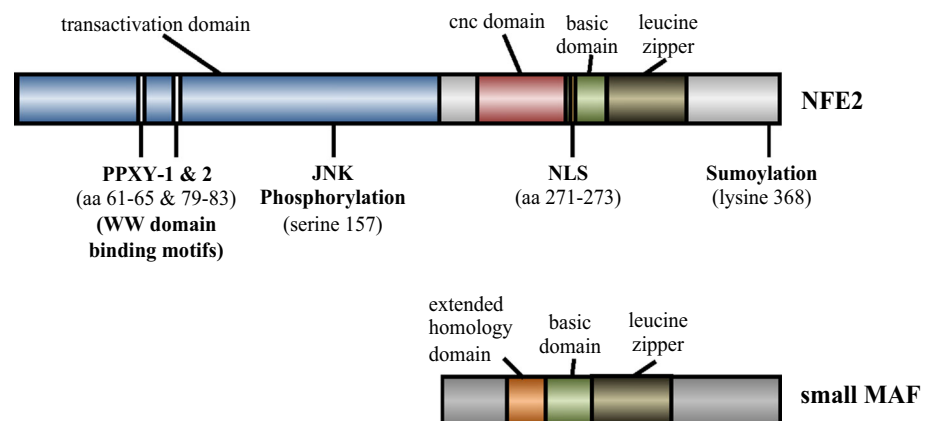 transactivation domain
cnc domain
basic
domain
leucine
zipper
NFE2
PPXY-1 & 2
(aa 61-65 & 79-83)
(WW domain
binding motifs)
JNK
Phosphorylation
(serine 157)
NLS
(aa 271-273)
Sumoylation
(lysine 368)
extended
homology
domain
basic
domain
leucine
zipper
small MAF